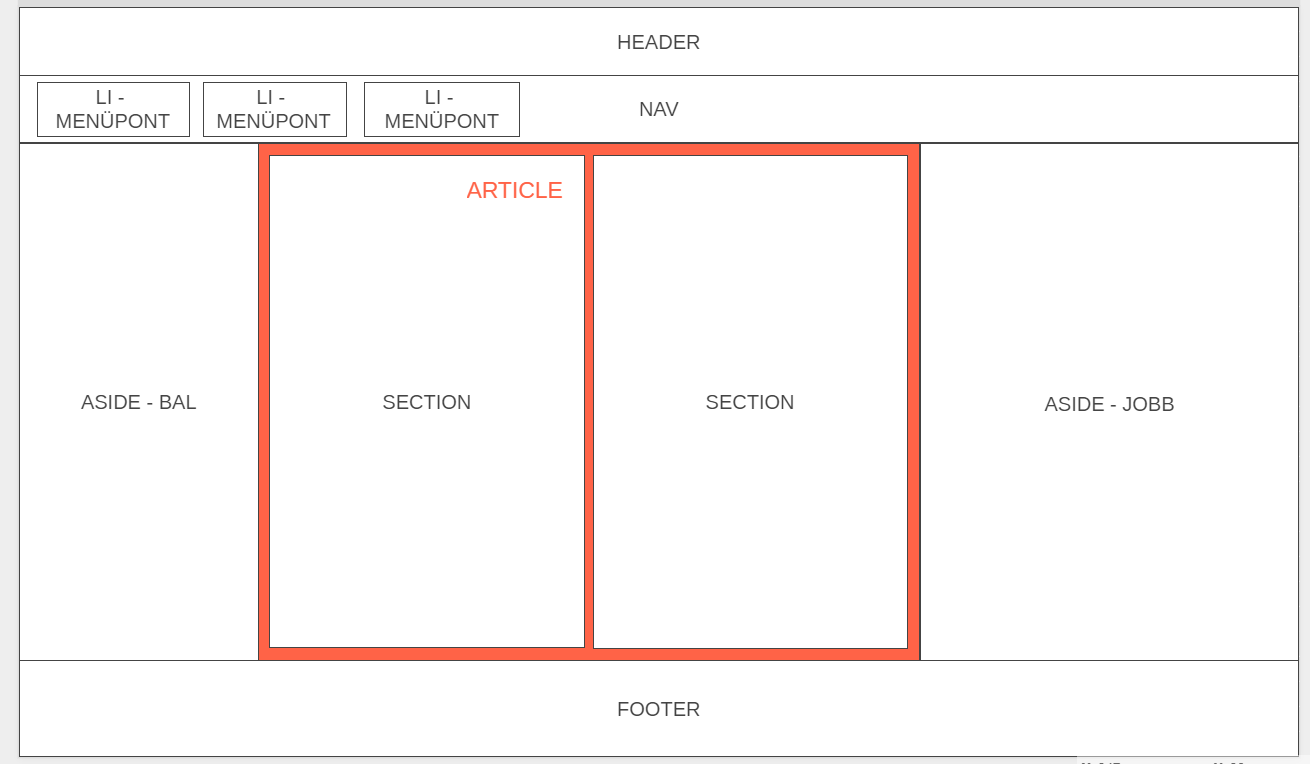 HEADER
LI -
MENÜPONT
LI -
MENÜPONT
LI -
MENÜPONT
NAV
ARTICLE
ASIDE - BAL
SECTION
SECTION
ASIDE - JOBB
FOOTER